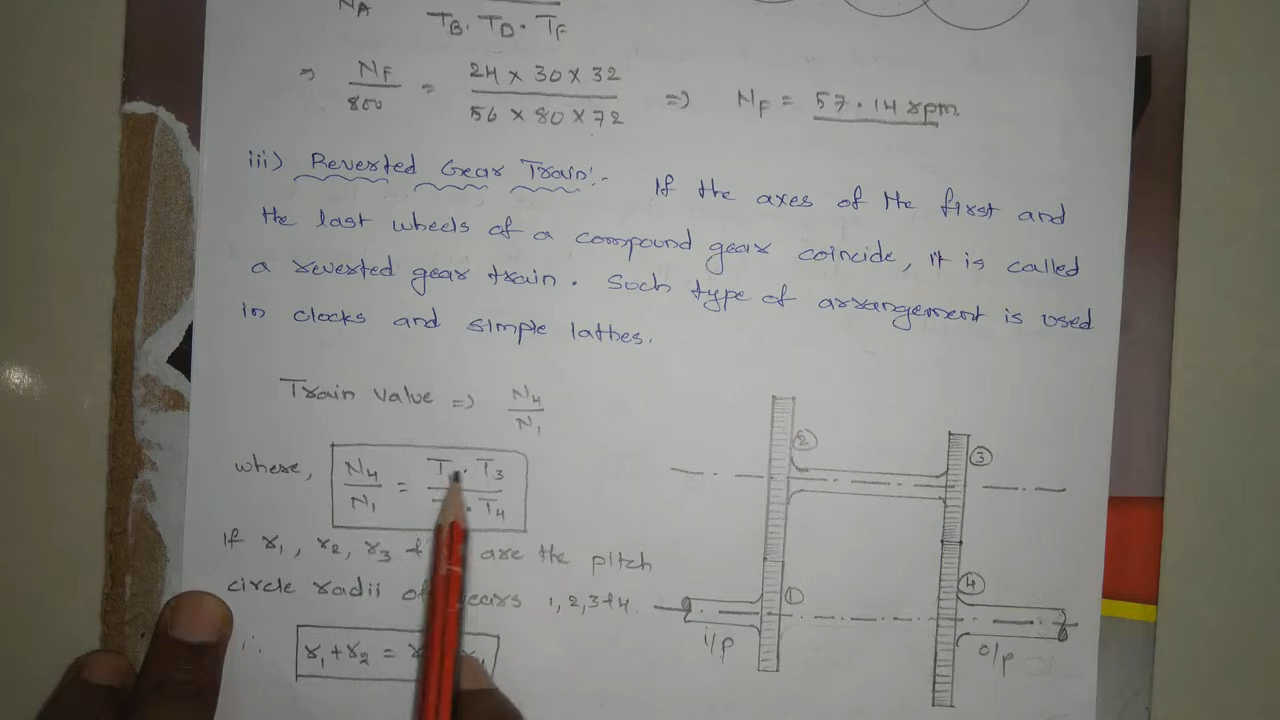 NA
TB. TD. TF
=> NF/800 = 24 x 30 x 32 / 56 x 80 x 72 => NF = 57.14 rpm.
iii) Reverted Gear Train:- If the axes of the first and
the last wheels of a compound gear coincide, it is called
a reverted gear train. Such type of arrangement is used
in clocks and simple lathes.
Train value => N4/N1
where, N4/N1 = T . T3 / . T4
If r1, r2, r3 & are the pitch
circle radii of gears 1,2,3&4.
∴ r1+r2 =
2
3
1
4
i/p
o/p